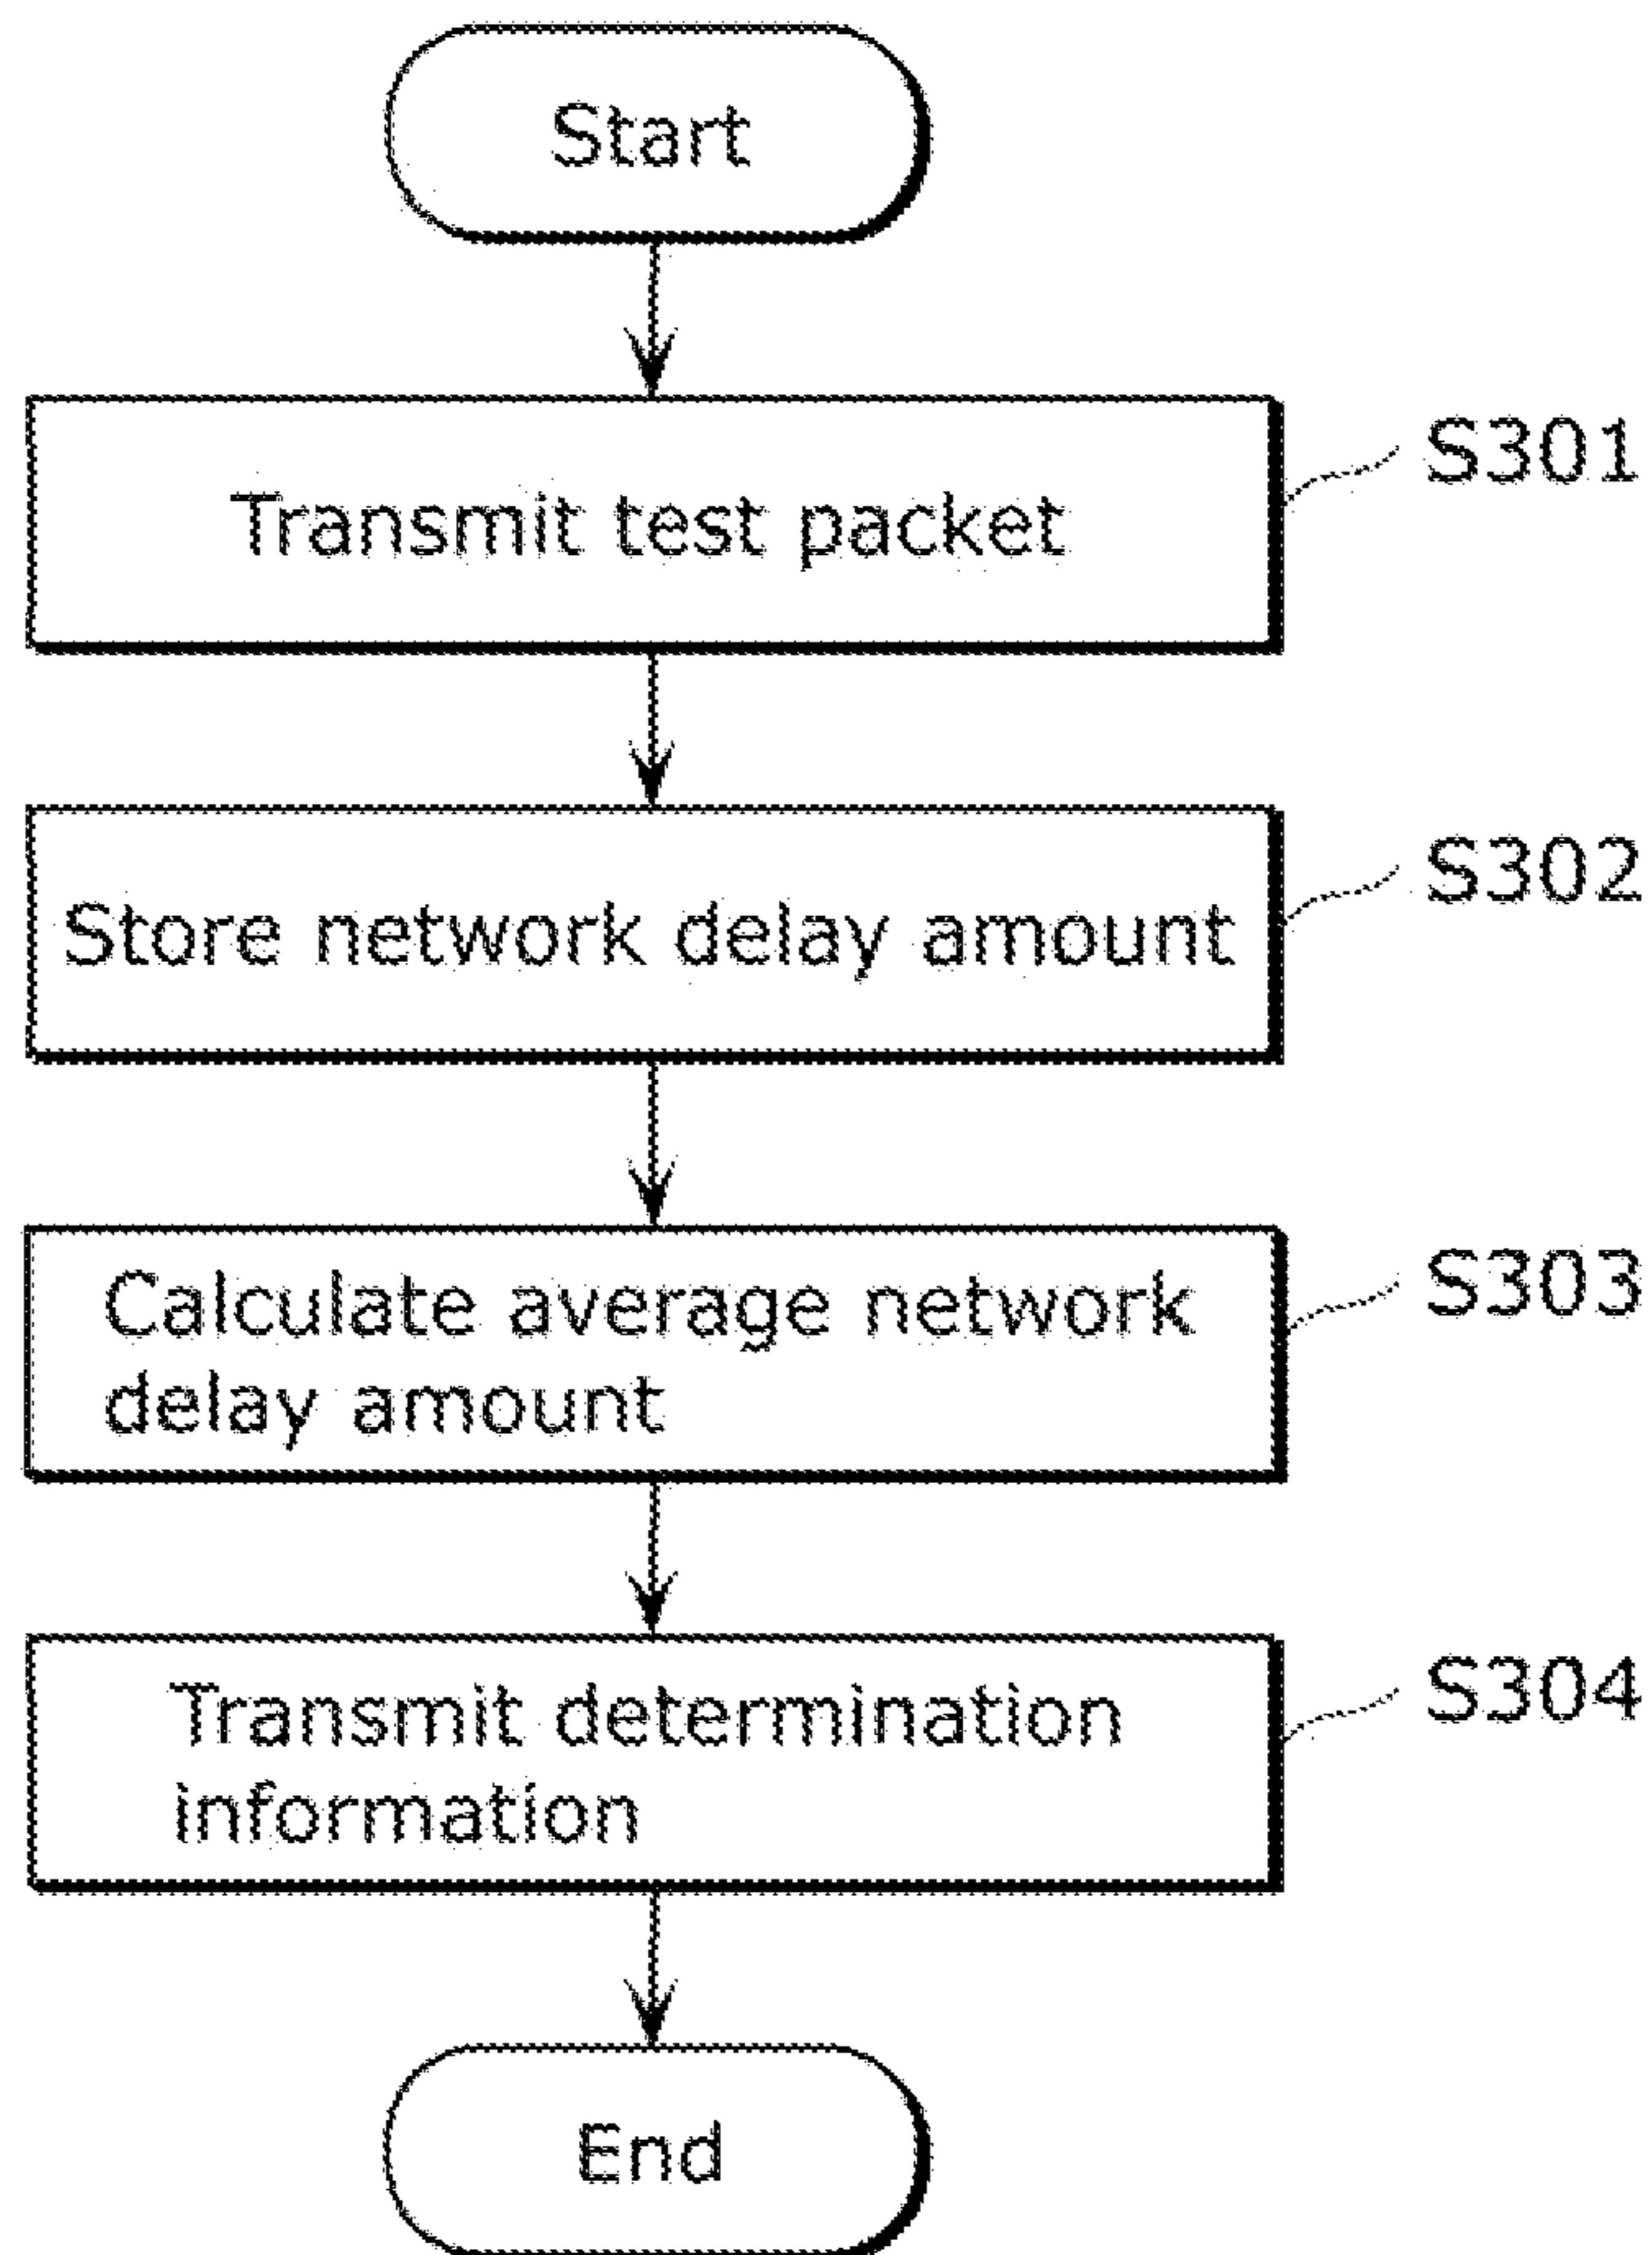 Start
Transmit test packet
S301
Store network delay amount
S302
Calculate average network
delay amount
S303
Transmit determination
information
S304
End